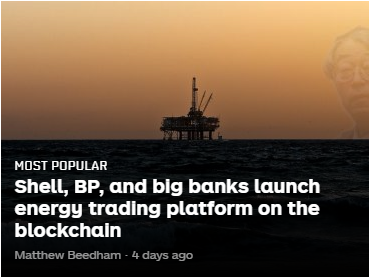 MOST POPULAR
Shell, BP, and big banks launch
energy trading platform on the
blockchain
Matthew Beedham - 4 days ago